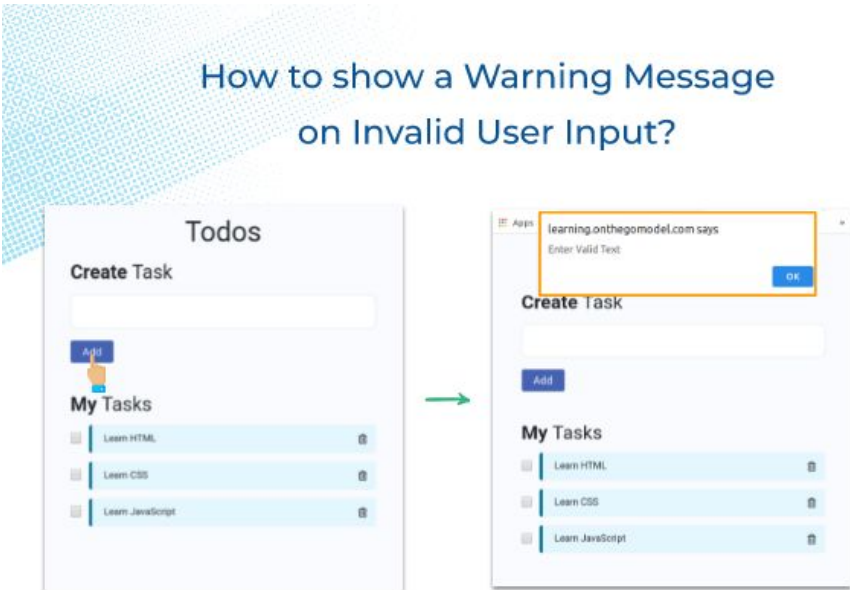 How to show a Warning Message
on Invalid User Input?
Todos
Create Task
Add
My Tasks
Learn HTML
Learn CSS
Learn JavaScript
Apps
learning.onthegomodel.com says
Enter Valid Text
OK
Create Task
Add
My Tasks
Learn HTML
Learn CSS
Learn JavaScript